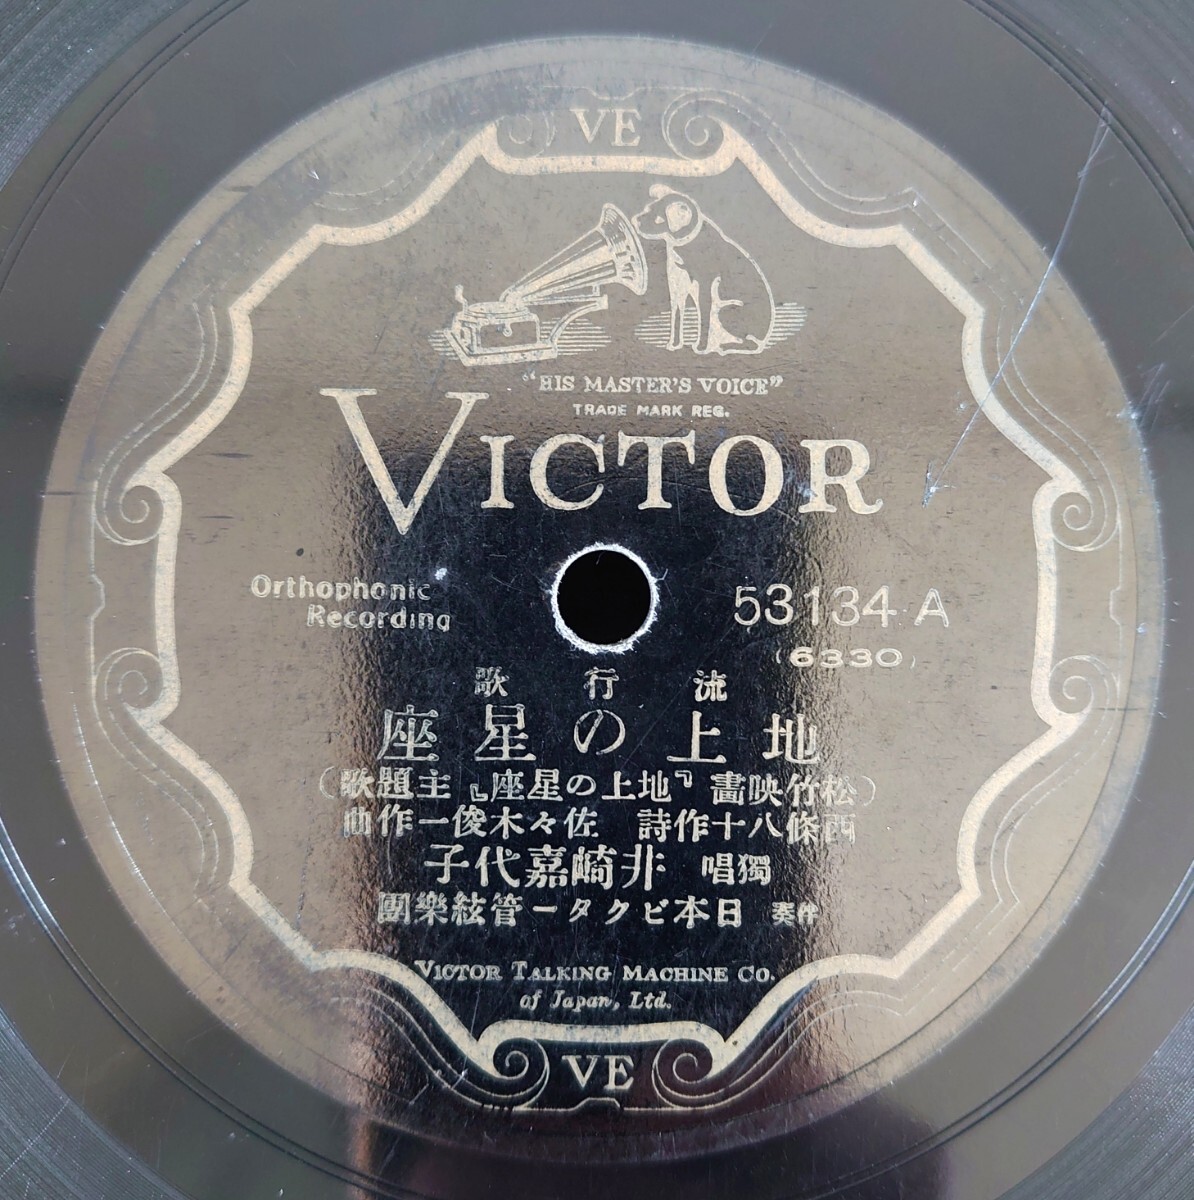 VE
"HIS MASTER'S VOICE"
TRADE MARK REG.
VICTOR
Orthophonic
Recording
53134-A
(6330)
流行歌
地上の星座
(松竹映畫『地上の星座』主題歌)
西條八十作詩 佐々木俊一作曲
獨唱 非崎嘉代子
伴奏 日本ビクター管絃樂團
VICTOR TALKING MACHINE CO.
of Japan, Ltd.
VE